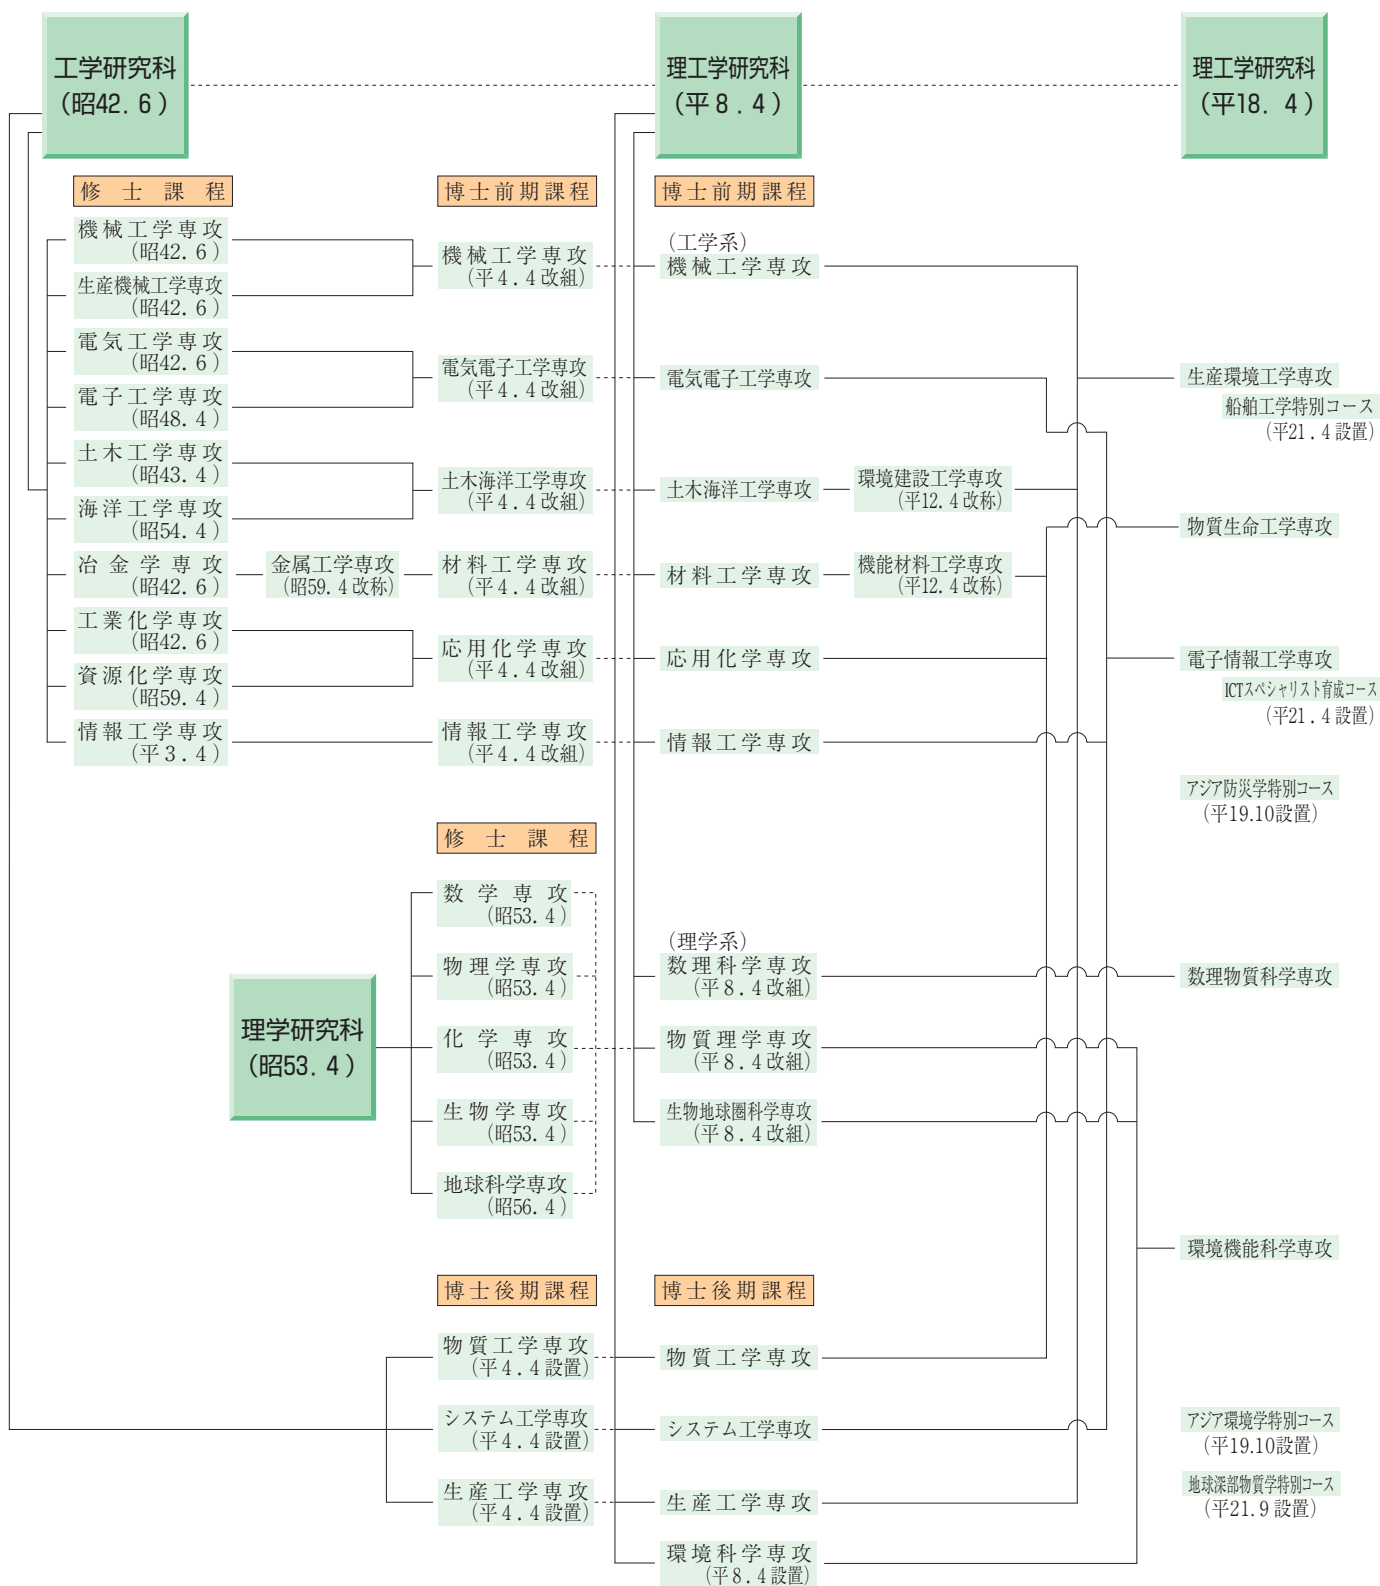 工学研究科
（昭42．6）
理工学研究科
（平８．４）
理工学研究科
（平18．４）
修士課程
博士前期課程
博士前期課程
機械工学専攻
（昭42．6）
生産機械工学専攻
（昭42．6）
電気工学専攻
（昭42．6）
電子工学専攻
（昭48．4）
土木工学専攻
（昭43．4）
海洋工学専攻
（昭54．4）
冶金学専攻
（昭42．6）
金属工学専攻
（昭59．4改称）
工業化学専攻
（昭42．6）
資源化学専攻
（昭59．4）
情報工学専攻
（平３．４）
機械工学専攻
（平４．４改組）
電気電子工学専攻
（平４．４改組）
土木海洋工学専攻
（平４．４改組）
材料工学専攻
（平４．４改組）
応用化学専攻
（平４．４改組）
情報工学専攻
（平４．４改組）
（工学系）
機械工学専攻
電気電子工学専攻
土木海洋工学専攻
環境建設工学専攻
（平12．4改称）
材料工学専攻
機能材料工学専攻
（平12．4改称）
応用化学専攻
情報工学専攻
生産環境工学専攻
船舶工学特別コース
（平21．4設置）
物質生命工学専攻
電子情報工学専攻
ICTスペシャリスト育成コース
（平21．4設置）
アジア防災学特別コース
（平19.10設置）
修士課程
理学研究科
（昭53．4）
数学専攻
（昭53．4）
物理学専攻
（昭53．4）
化学専攻
（昭53．4）
生物学専攻
（昭53．4）
地球科学専攻
（昭56．4）
（理学系）
数理科学専攻
（平８．４改組）
物質理学専攻
（平８．４改組）
生物地球圏科学専攻
（平８．４改組）
数理物質科学専攻
環境機能科学専攻
博士後期課程
博士後期課程
物質工学専攻
（平４．４設置）
物質工学専攻
システム工学専攻
（平４．４設置）
システム工学専攻
生産工学専攻
（平４．４設置）
生産工学専攻
環境科学専攻
（平８．４設置）
アジア環境学特別コース
（平19.10設置）
地球深部物質学特別コース
（平21.9設置）